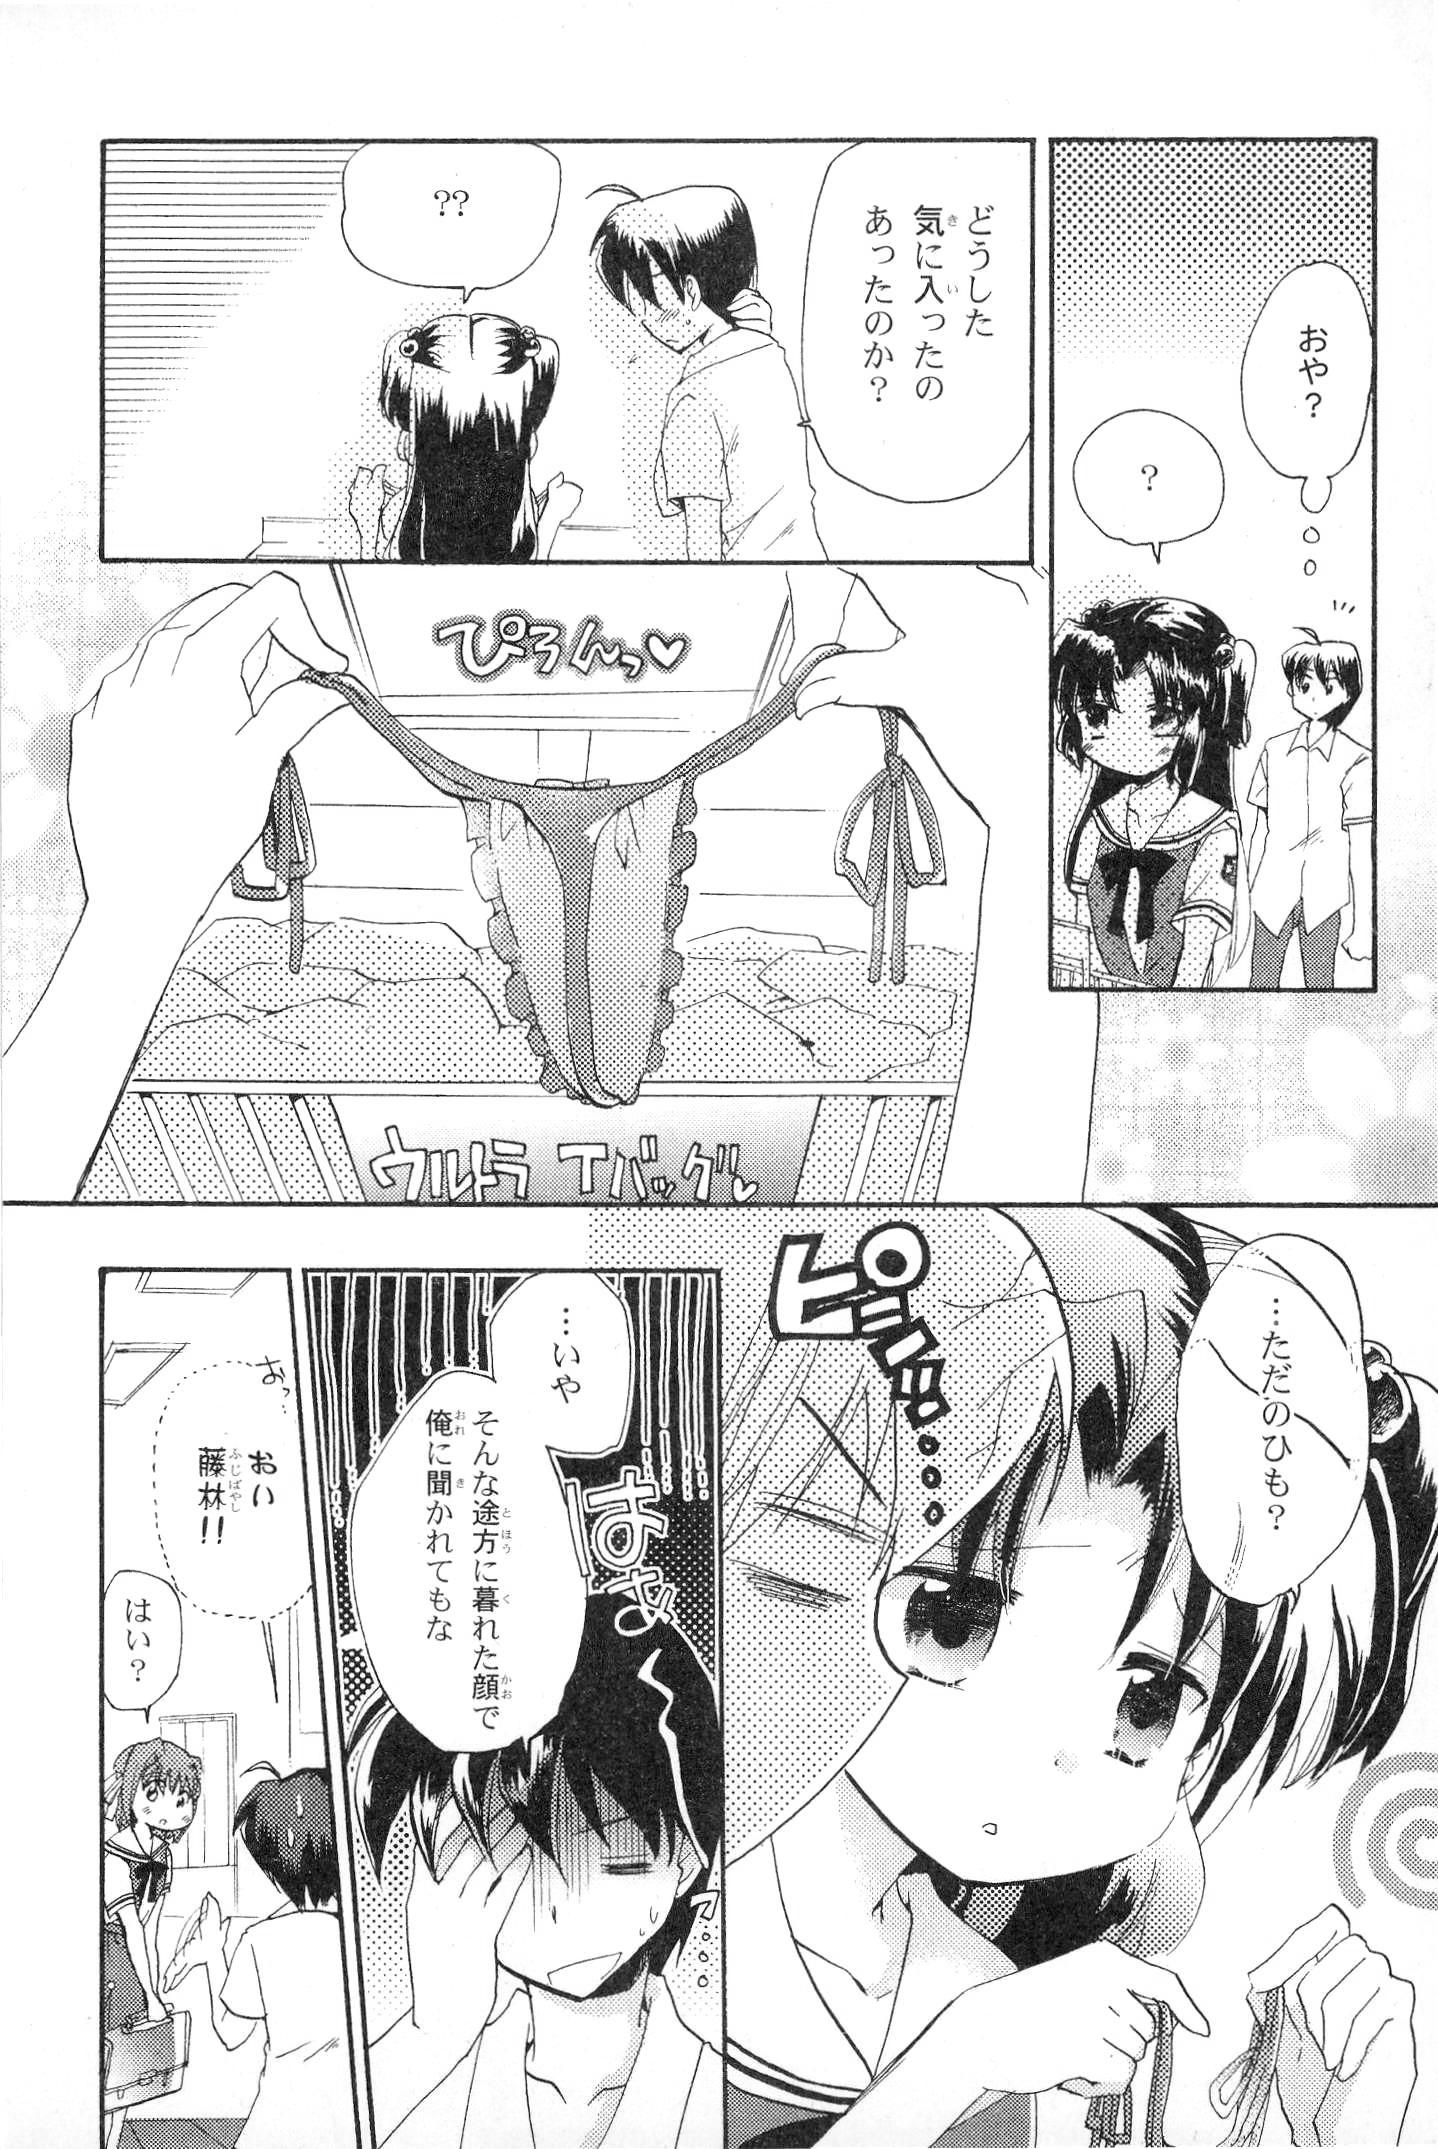 おや?
?
どうした
気に入ったの
あったのか?
??
ぴろんっ♥
ウルトラ Tバック♥
…ただのひも?
ピーン…
…いや
そんな途方に暮れた顔で
俺に聞かれてもな
はぁ
おっ
おい
藤林!!
はい?